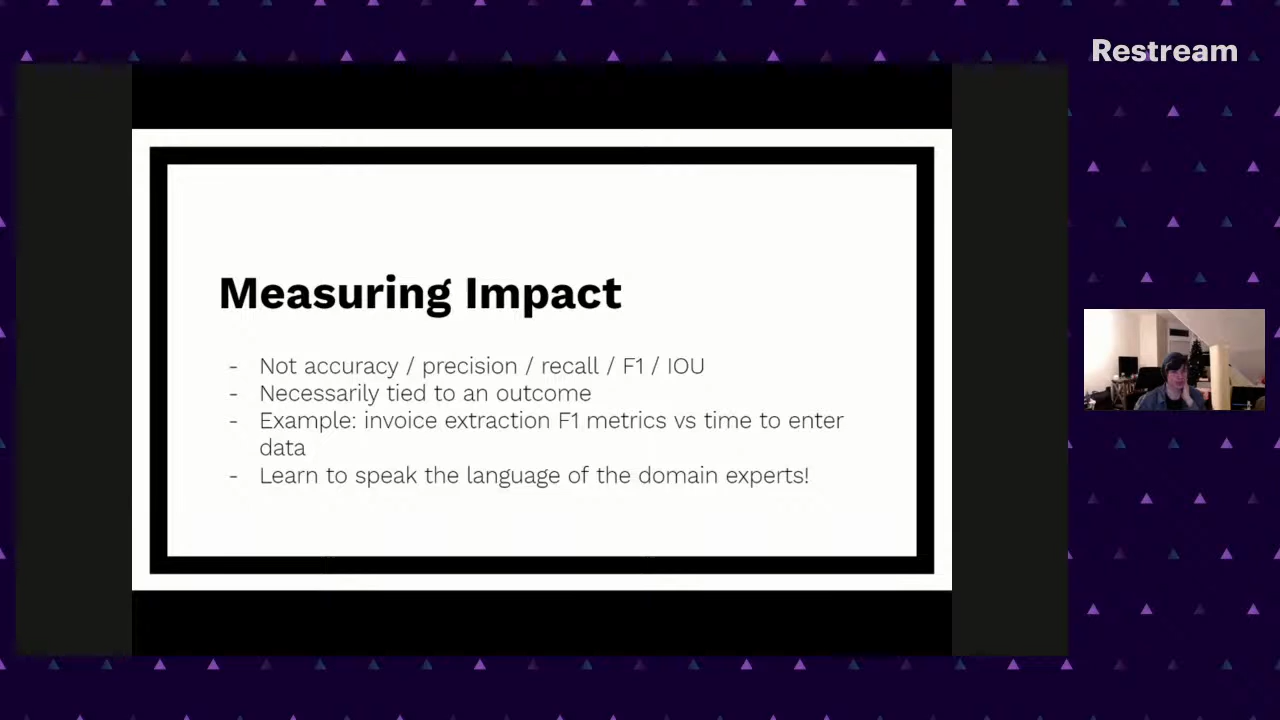 Restream
Measuring Impact
- Not accuracy / precision / recall / F1 / IOU
- Necessarily tied to an outcome
- Example: invoice extraction F1 metrics vs time to enter
data
- Learn to speak the language of the domain experts!